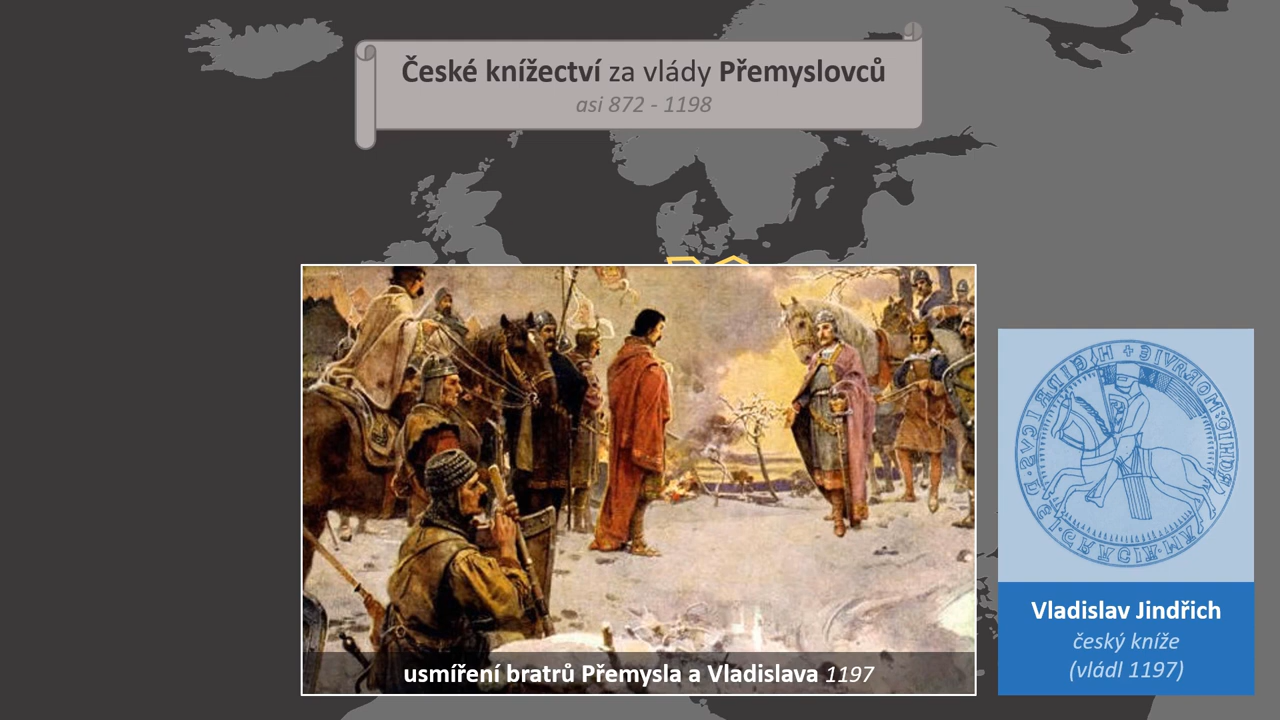 České knížectví za vlády Přemyslovců
asi 872 - 1198
usmíření bratrů Přemysla a Vladislava 1197
Vladislav Jindřich
český kníže
(vládl 1197)